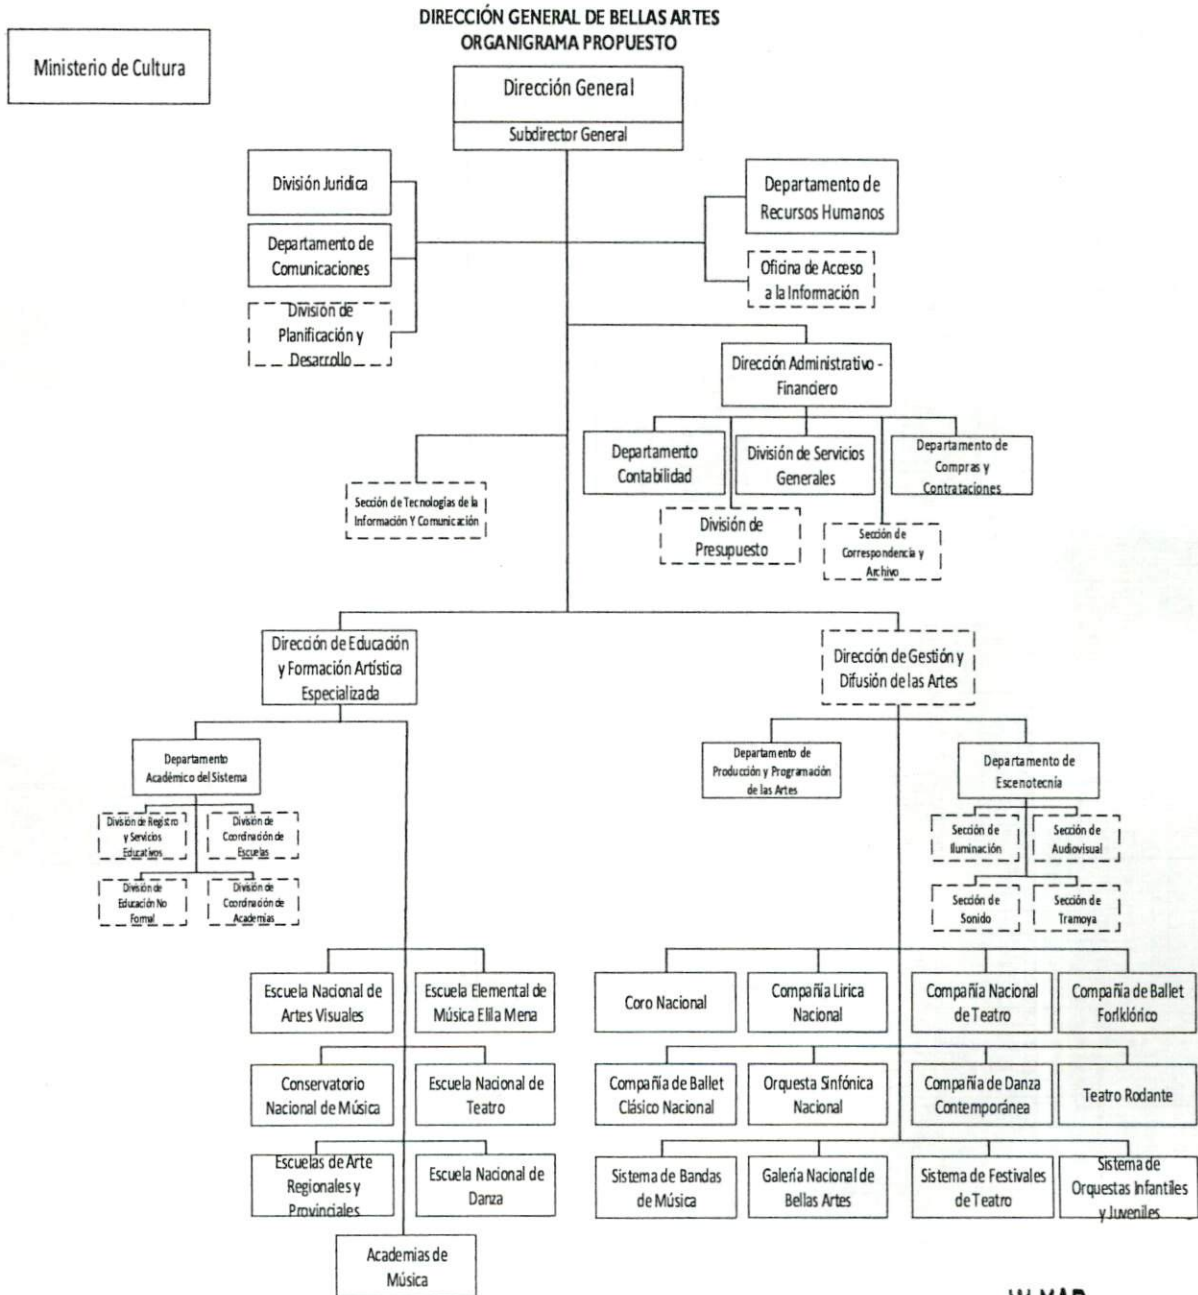 DIRECCIÓN GENERAL DE BELLAS ARTES
ORGANIGRAMA PROPUESTO
Ministerio de Cultura
Dirección General
Subdirector General
División Juridica
Departamento de
Recursos Humanos
Departamento de
Comunicaciones
Oficina de Acceso
a la Información
División de
Planificación y
Desarrollo
Dirección Administrativo -
Financiero
Departamento
Contabilidad
División de Servicios
Generales
Departamento de
Compras y
Contrataciones
Sección de Tecnologías de la
Información Y Comunicación
División de
Presupuesto
Sección de
Correspondencia y
Archivo
Dirección de Educación
y Formación Artística
Especializada
Dirección de Gestión y
Difusión de las Artes
Departamento
Académico del Sistema
Departamento de
Producción y Programación
de las Artes
Departamento de
Escenotecnía
División de Registro
y Servicios
Educativos
División de
Coordinación de
Escuelas
Sección de
Iluminación
Sección de
Audiovisual
División de
Educación No
Formal
División de
Coordinación de
Academias
Sección de
Sonido
Sección de
Tramoya
Escuela Nacional de
Artes Visuales
Escuela Elemental de
Música Elila Mena
Coro Nacional
Compañía Lirica
Nacional
Compañía Nacional
de Teatro
Compañía de Ballet
Forlklórico
Conservatorio
Nacional de Música
Escuela Nacional de
Teatro
Compañía de Ballet
Clásico Nacional
Orquesta Sinfónica
Nacional
Compañía de Danza
Contemporánea
Teatro Rodante
Escuelas de Arte
Regionales y
Provinciales
Escuela Nacional de
Danza
Sistema de Bandas
de Música
Galería Nacional de
Bellas Artes
Sistema de Festivales
de Teatro
Sistema de
Orquestas Infantiles
y Juveniles
Academias de
Música